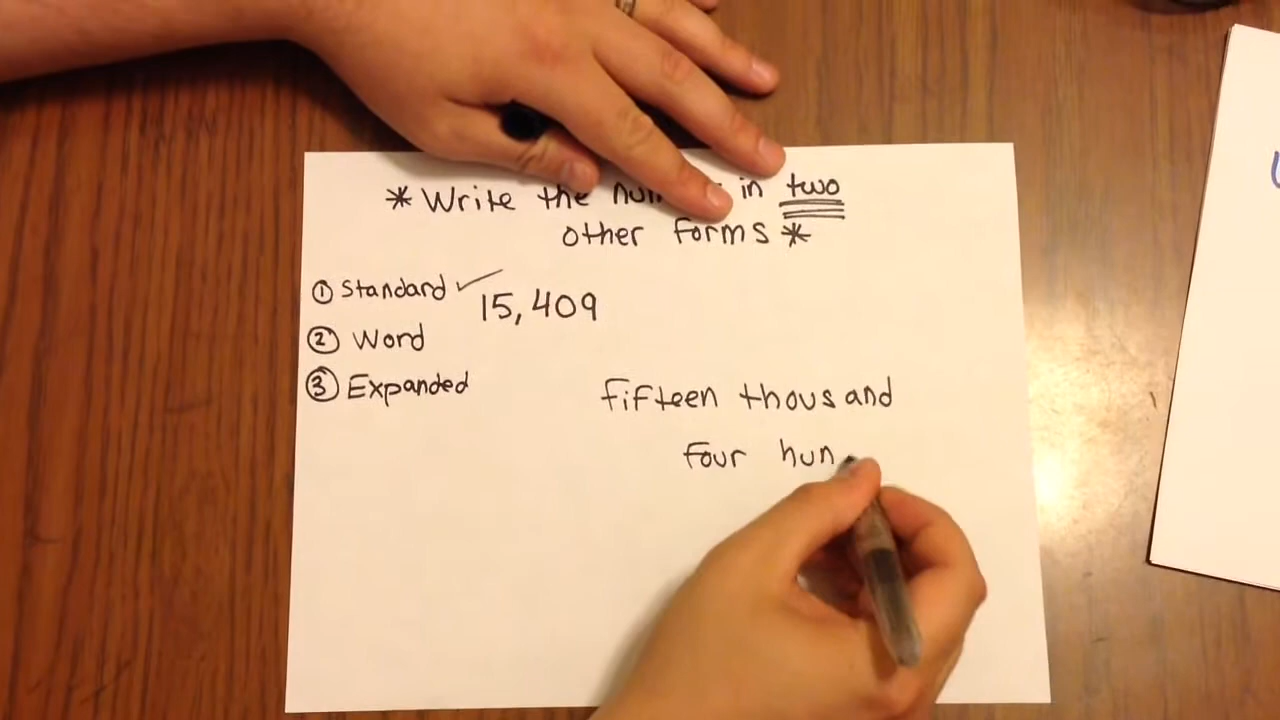 *Write the in two
other forms*
① Standard ✓ 15,409
② Word
③ Expanded
fifteen thousand
four hun